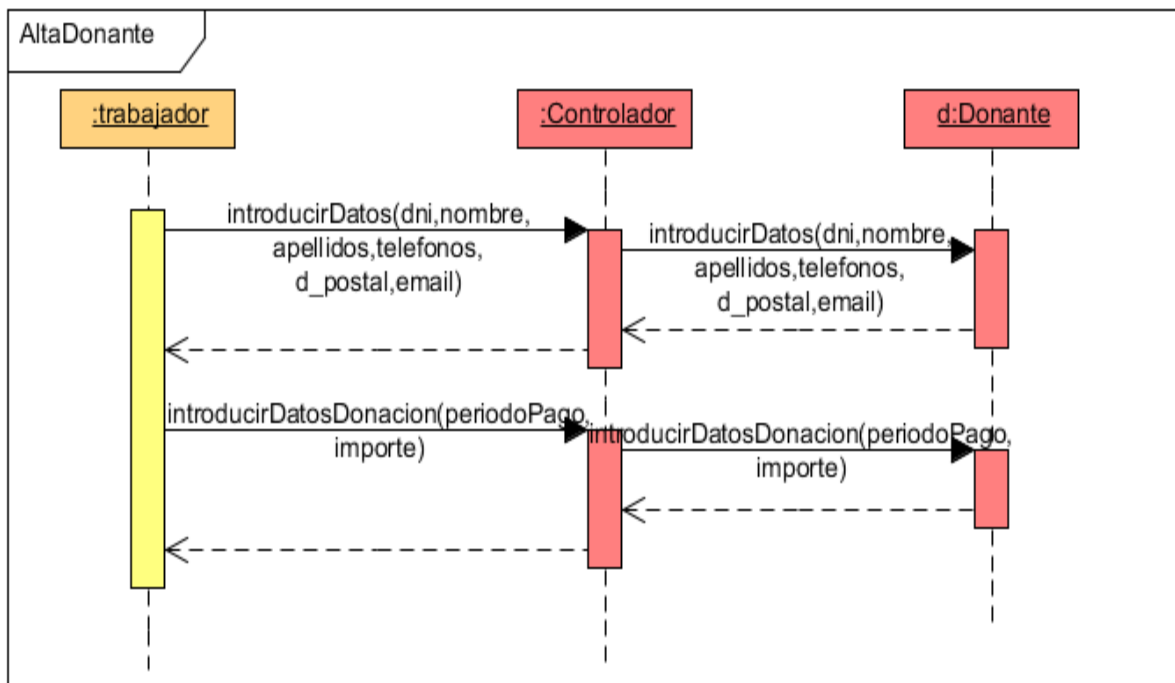 AltaDonante
:trabajador
:Controlador
d:Donante
introducirDatos(dni,nombre,
apellidos,telefonos,
d_postal,email)
introducirDatos(dni,nombre,
apellidos,telefonos,
d_postal,email)
introducirDatosDonacion(periodoPago,
importe)
introducirDatosDonacion(periodoPago,
importe)